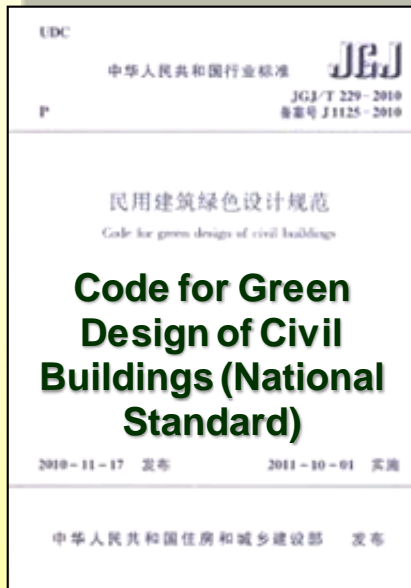 UDC
中华人民共和国行业标准
JGJ
JGJ/T 229-2010
P
备案号 J1125-2010
民用建筑绿色设计规范
Code for green design of civil buildings
Code for Green
Design of Civil
Buildings (National
Standard)
2010-11-17 发布
2011-10-01 实施
中华人民共和国住房和城乡建设部 发布